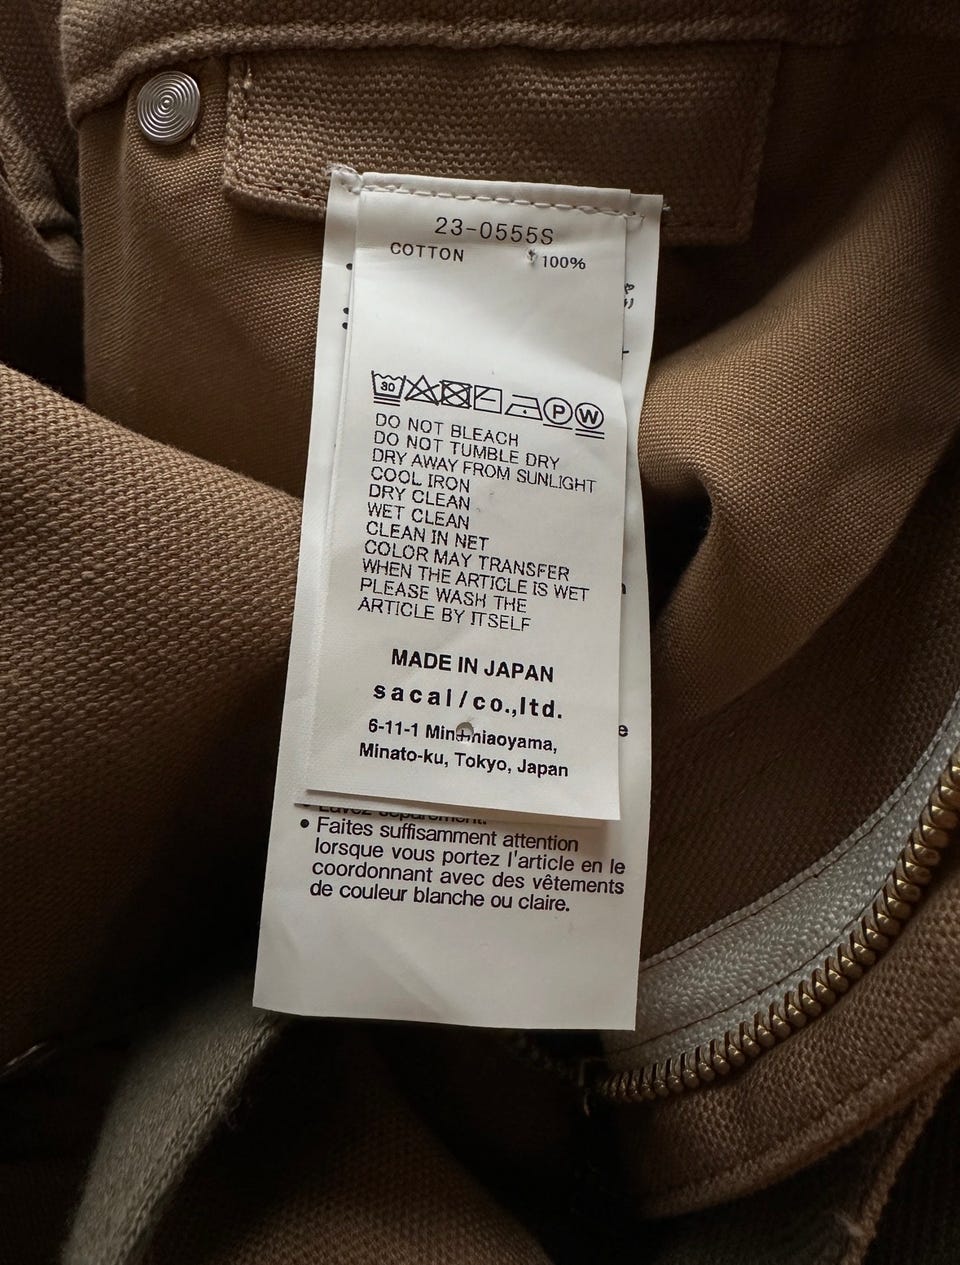 23-0555S
COTTON 100%
30
P W
DO NOT BLEACH
DO NOT TUMBLE DRY
DRY AWAY FROM SUNLIGHT
COOL IRON
DRY CLEAN
WET CLEAN
CLEAN IN NET
COLOR MAY TRANSFER
WHEN THE ARTICLE IS WET
PLEASE WASH THE
ARTICLE BY ITSELF
MADE IN JAPAN
sacai/co.,ltd.
6-11-1
Minato-ku, Tokyo, Japan
e
• Lavez séparément.
• Faites suffisamment attention
lorsque vous portez l'article en le
coordonnant avec des vêtements
de couleur blanche ou claire.